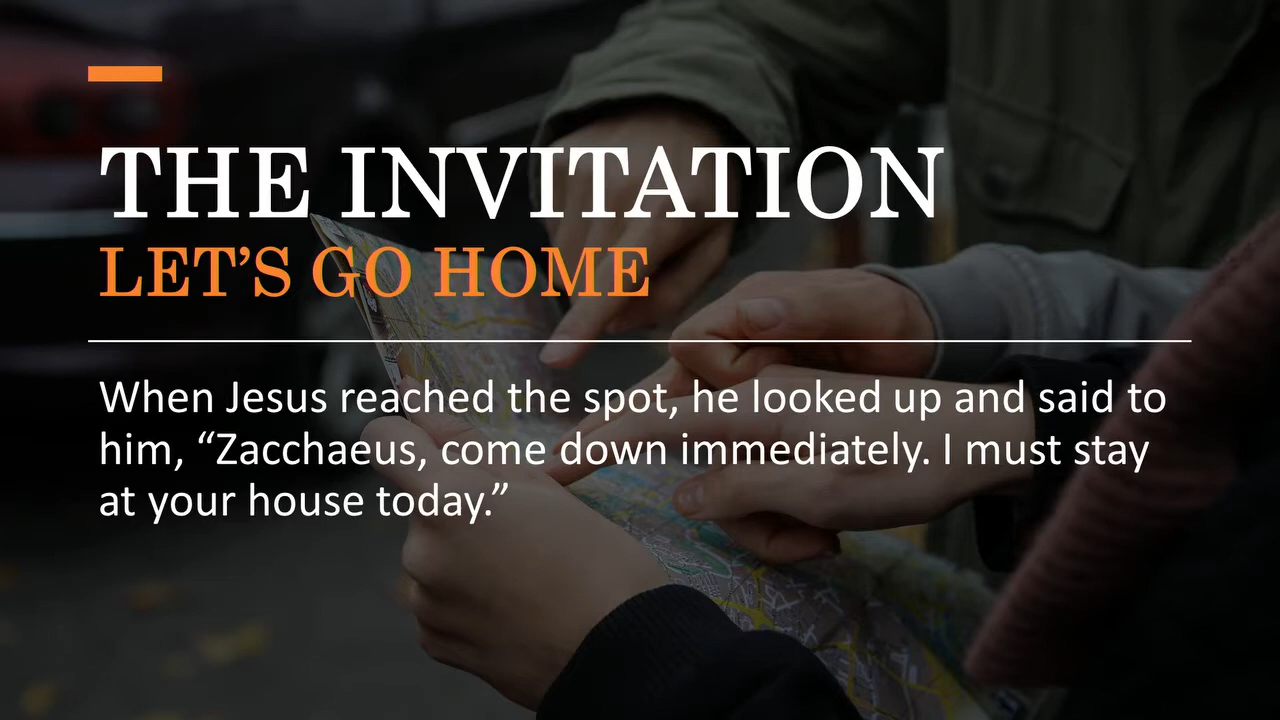 THE INVITATION
LET’S GO HOME
When Jesus reached the spot, he looked up and said to
him, “Zacchaeus, come down immediately. I must stay
at your house today.”